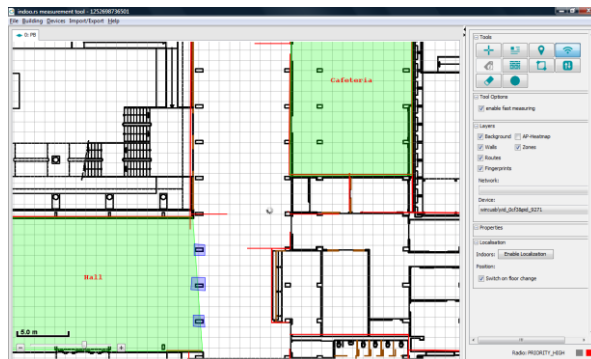 indoo.rs measurement tool - 1252698736501
File Building Devices Import/Export Help
0: PB
Cafeteria
Hall
5.0 m
Tools
Tool Options
enable fast measuring
Layers
Background
AP-Heatmap
Walls
Zones
Routes
Fingerprints
Network:
Device:
Properties
Localization
Indoors:
Enable Localization
Position:
Switch on floor change
Radio: PRIORITY_HIGH